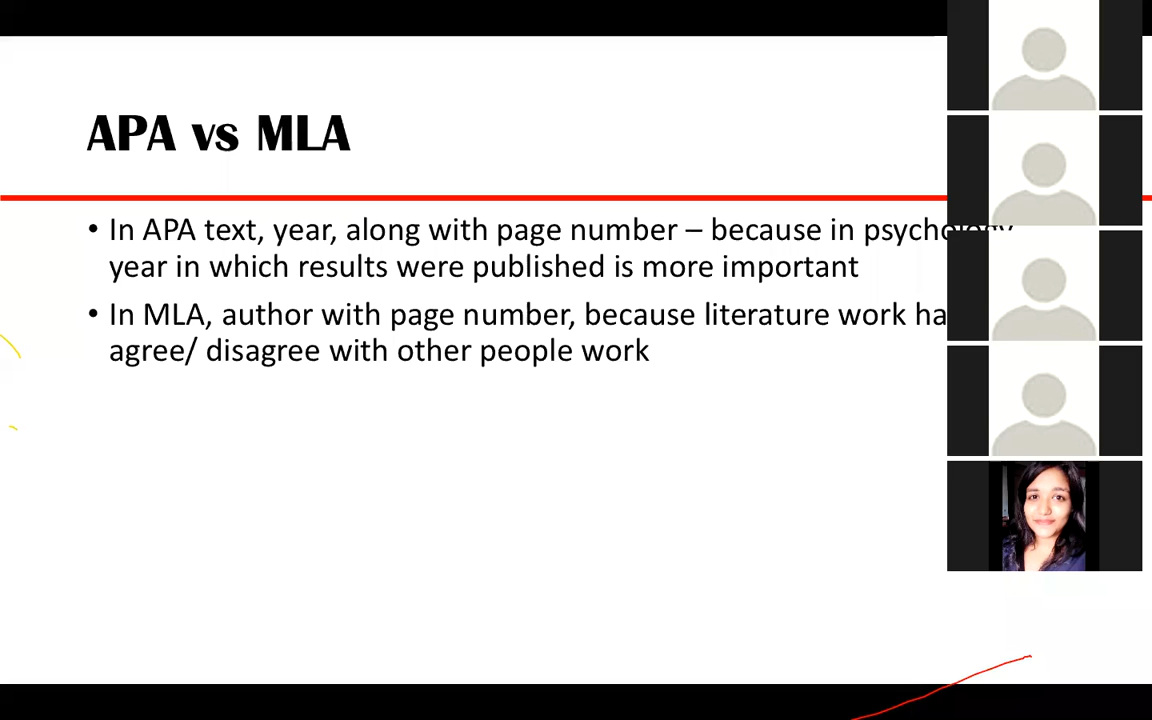 APA vs MLA
• In APA text, year, along with page number – because in psychology
year in which results were published is more important
• In MLA, author with page number, because literature work
agree/ disagree with other people work